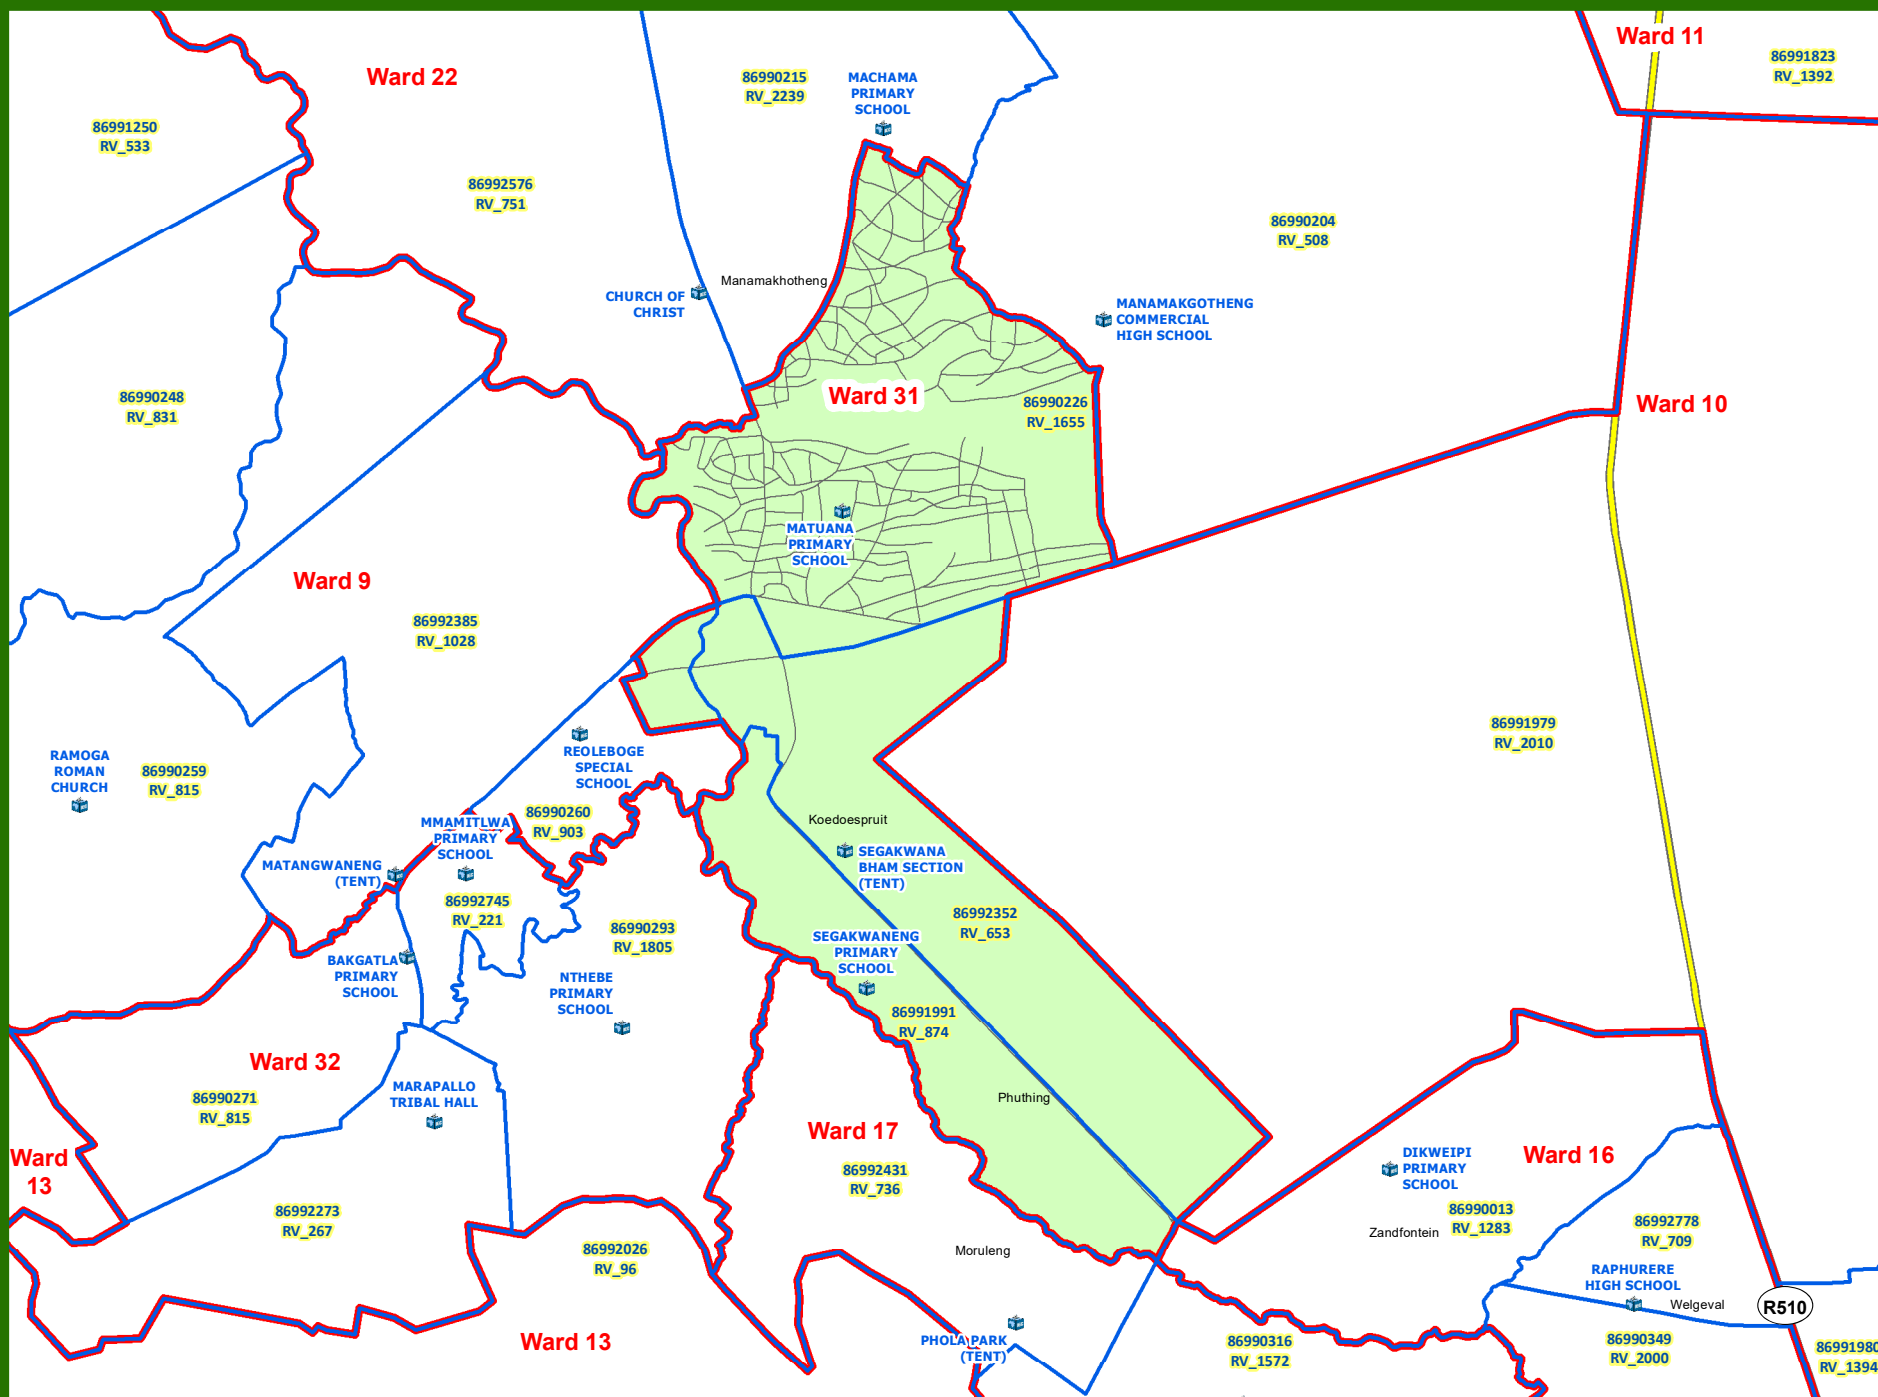 Ward 11
86991823
RV_1392
Ward 22
86990215
RV_2239
MACHAMA
PRIMARY
SCHOOL
86991250
RV_533
86992576
RV_751
86990204
RV_508
Manamakhotheng
CHURCH OF
CHRIST
MANAMAKGOTHENG
COMMERCIAL
HIGH SCHOOL
Ward 31
86990226
RV_1655
Ward 10
86990248
RV_831
MATUANA
PRIMARY
SCHOOL
Ward 9
86992385
RV_1028
86991979
RV_2010
REOLEBOGE
SPECIAL
SCHOOL
RAMOGA
ROMAN
CHURCH
86990259
RV_815
86990260
RV_903
Koedoespruit
MMAMITLWA
PRIMARY
SCHOOL
SEGAKWANA
BHAM SECTION
(TENT)
MATANGWANENG
(TENT)
86992745
RV_221
86992352
RV_653
86990293
RV_1805
SEGAKWANENG
PRIMARY
SCHOOL
BAKGATLA
PRIMARY
SCHOOL
NTHEBE
PRIMARY
SCHOOL
86991991
RV_874
Ward 32
86990271
RV_815
MARAPALLO
TRIBAL HALL
Phuthing
Ward 17
86992431
RV_736
Ward
13
DIKWEIPI
PRIMARY
SCHOOL
Ward 16
86990013
RV_1283
Zandfontein
86992778
RV_709
86992273
RV_267
86992026
RV_96
Moruleng
RAPHURERE
HIGH SCHOOL
Welgeval
R510
Ward 13
PHOLA PARK
(TENT)
86990316
RV_1572
86990349
RV_2000
86991980
RV_1394